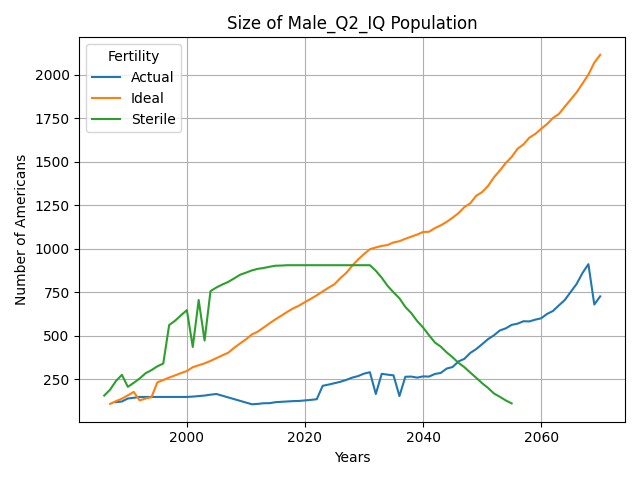 Size of Male_Q2_IQ Population
Fertility
Actual
Ideal
Sterile
2000
1750
1500
1250
1000
750
500
250
Number of Americans
2000
2020
2040
2060
Years